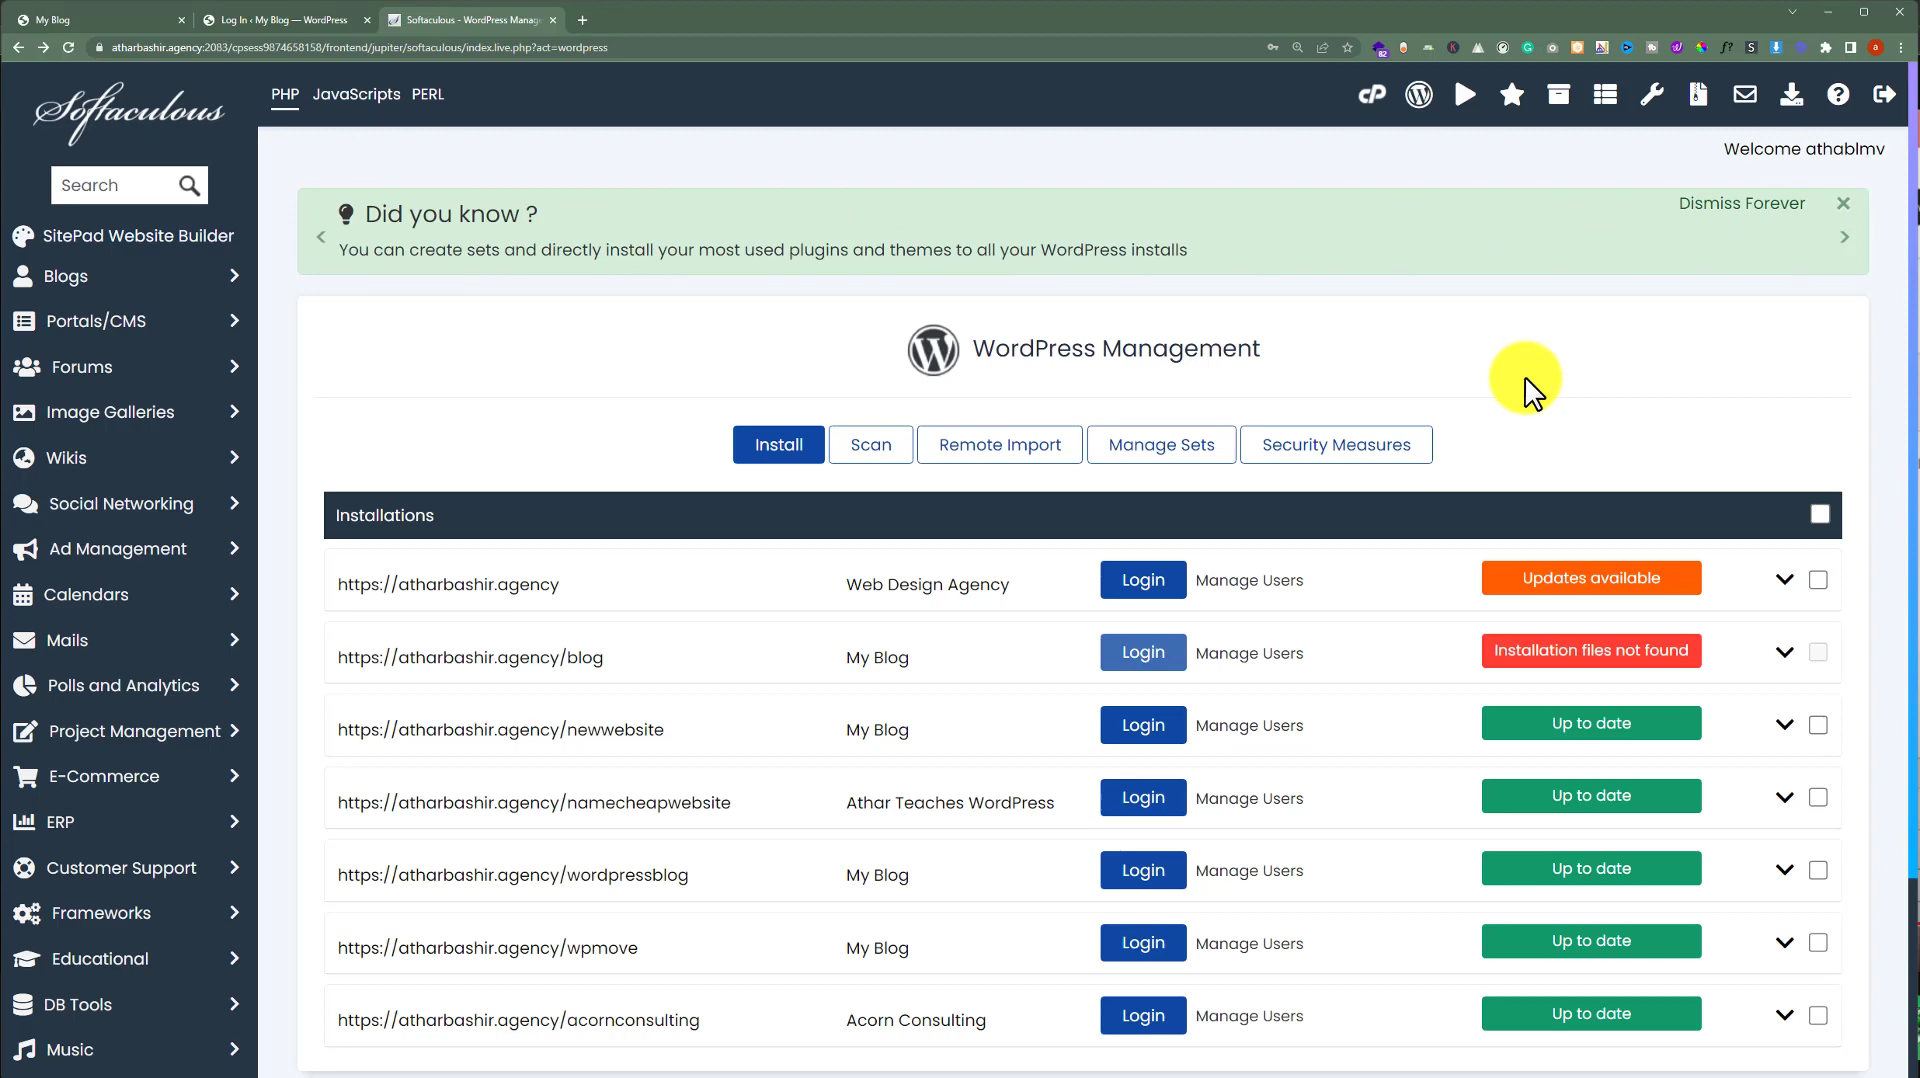 My Blog
Log In ‹ My Blog — WordPress
Softaculous - WordPress Manag
atharbashir.agency:2083/cpsess9874658158/frontend/jupiter/softaculous/index.live.php?act=wordpress
82
Softaculous
PHP JavaScripts PERL
Welcome athablmv
Search
SitePad Website Builder
Blogs
Portals/CMS
Forums
Image Galleries
Wikis
Social Networking
Ad Management
Calendars
Mails
Polls and Analytics
Project Management
E-Commerce
ERP
Customer Support
Frameworks
Educational
DB Tools
Music
Did you know ?
Dismiss Forever
You can create sets and directly install your most used plugins and themes to all your WordPress installs
WordPress Management
Install Scan Remote Import Manage Sets Security Measures
Installations
https://atharbashir.agency Web Design Agency Login Manage Users Updates available
https://atharbashir.agency/blog My Blog Login Manage Users Installation files not found
https://atharbashir.agency/newwebsite My Blog Login Manage Users Up to date
https://atharbashir.agency/namecheapwebsite Athar Teaches WordPress Login Manage Users Up to date
https://atharbashir.agency/wordpressblog My Blog Login Manage Users Up to date
https://atharbashir.agency/wpmove My Blog Login Manage Users Up to date
https://atharbashir.agency/acornconsulting Acorn Consulting Login Manage Users Up to date